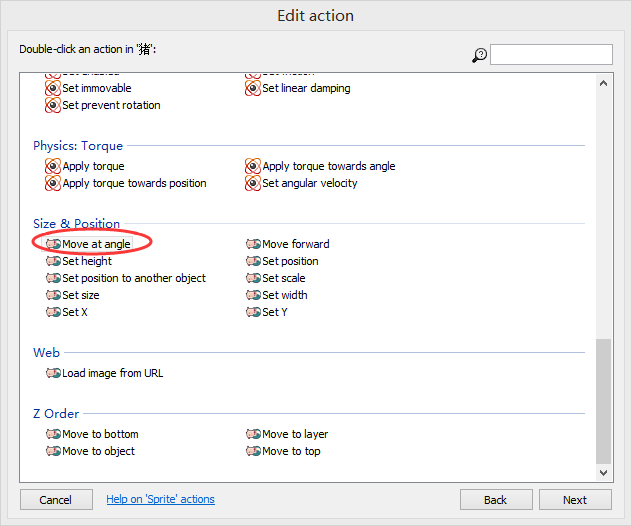 Edit action
Double-click an action in '猪':
Set enabled Set friction
Set immovable Set linear damping
Set prevent rotation
Physics: Torque
Apply torque Apply torque towards angle
Apply torque towards position Set angular velocity
Size & Position
Move at angle Move forward
Set height Set position
Set position to another object Set scale
Set size Set width
Set X Set Y
Web
Load image from URL
Z Order
Move to bottom Move to layer
Move to object Move to top
Cancel Help on 'Sprite' actions Back Next